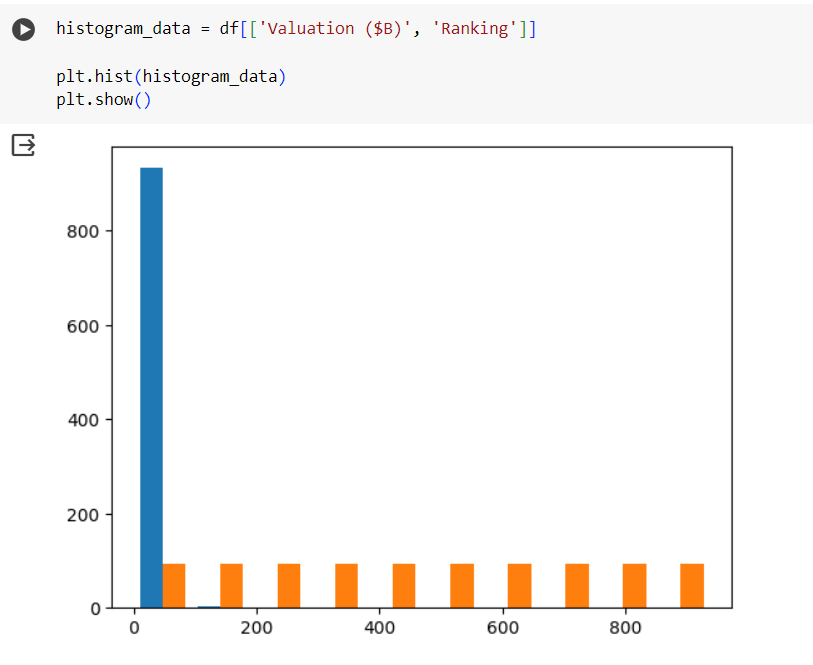 histogram_data = df[['Valuation ($B)', 'Ranking']]
plt.hist(histogram_data)
plt.show()
800
600
400
200
0
0 200 400 600 800